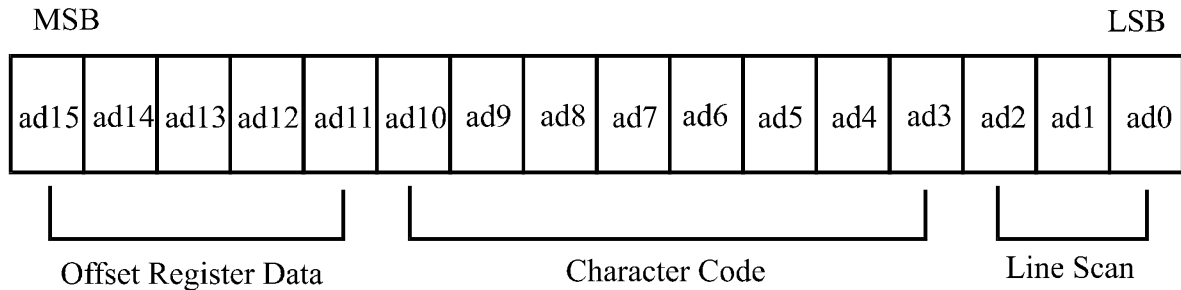 MSB LSB
ad15 ad14 ad13 ad12 ad11 ad10 ad9 ad8 ad7 ad6 ad5 ad4 ad3 ad2 ad1 ad0
Offset Register Data Character Code Line Scan